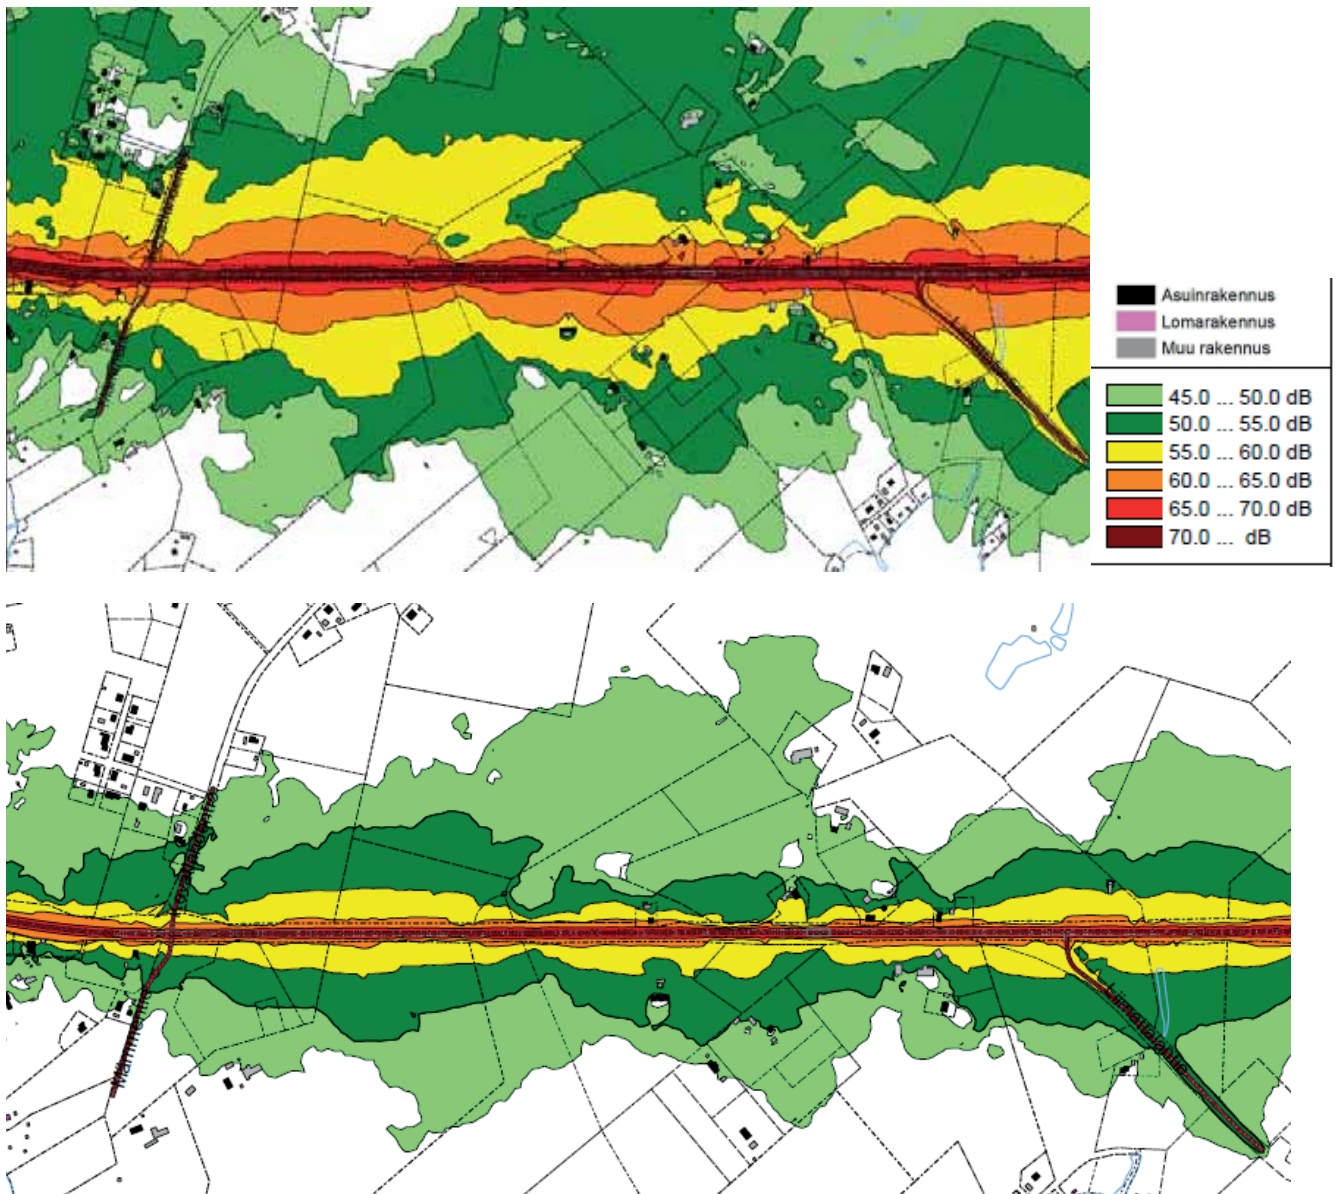 Asuinrakennus
Lomarakennus
Muu rakennus
45.0 ... 50.0 dB
50.0 ... 55.0 dB
55.0 ... 60.0 dB
60.0 ... 65.0 dB
65.0 ... 70.0 dB
70.0 ... dB